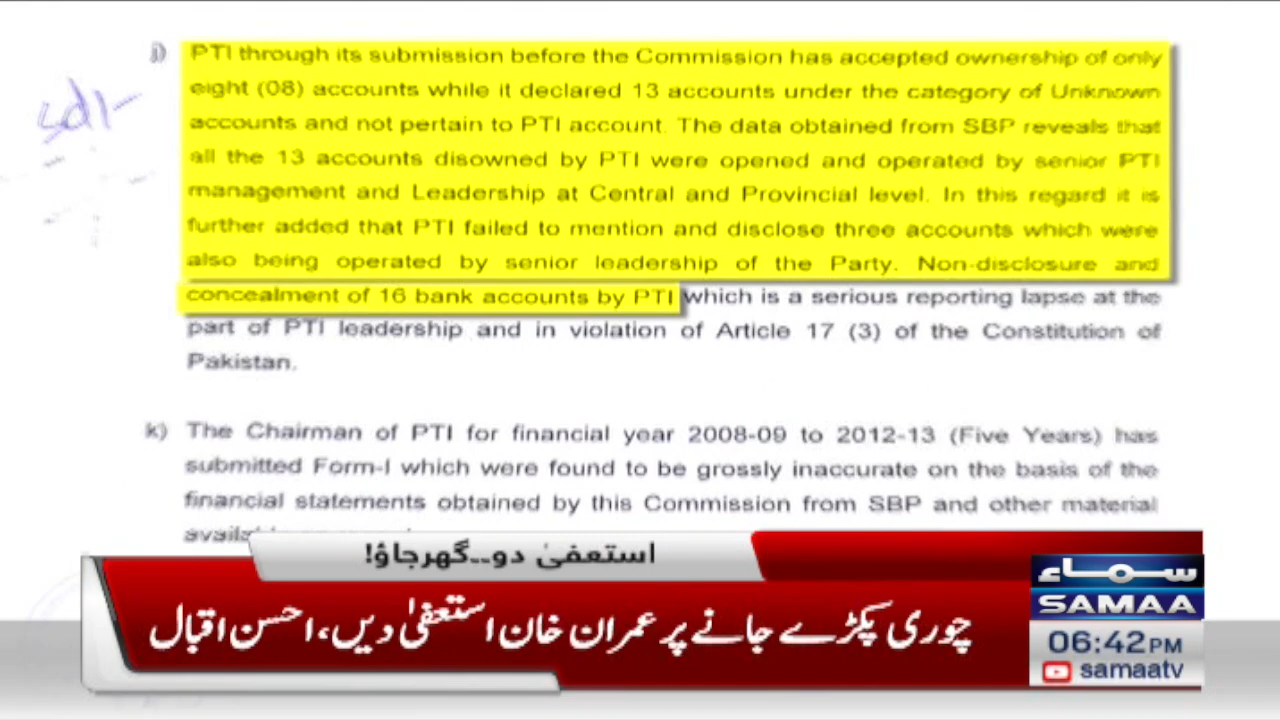 j) PTI through its submission before the Commission has accepted ownership of only
eight (08) accounts while it declared 13 accounts under the category of Unknown
accounts and not pertain to PTI account. The data obtained from SBP reveals that
all the 13 accounts disowned by PTI were opened and operated by senior PTI
management and Leadership at Central and Provincial level. In this regard it is
further added that PTI failed to mention and disclose three accounts which were
also being operated by senior leadership of the Party. Non-disclosure and
concealment of 16 bank accounts by PTI which is a serious reporting lapse at the
part of PTI leadership and in violation of Article 17 (3) of the Constitution of
Pakistan.
k) The Chairman of PTI for financial year 2008-09 to 2012-13 (Five Years) has
submitted Form-I which were found to be grossly inaccurate on the basis of the
financial statements obtained by this Commission from SBP and other material
sd/-
استعفیٰ دو۔۔گھرجاؤ!
چوری پکڑے جانے پر عمران خان استعفیٰ دیں، احسن اقبال
سماء
SAMAA
06:42PM
samaatv